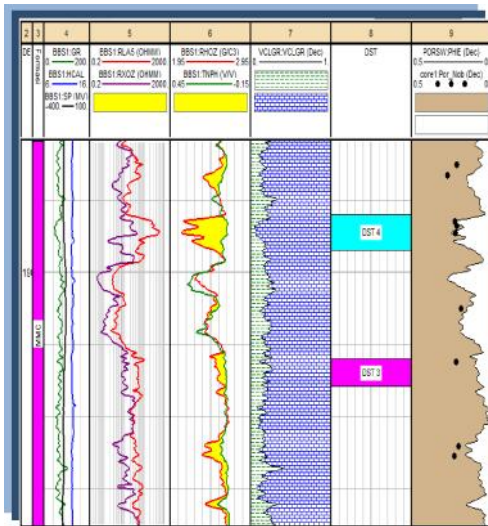 2 3 4 5 6 7 8 9
DE
Formasi
BBS1:GR
0. 200.
BBS1:HCAL
6. 16.
BBS1:SP (MV)
-400. 100.
BBS1:RLA5 (OHMM)
0.2 2000.
BBS1:RXOZ (OHMM)
0.2 2000.
BBS1:RHOZ (G/C3)
1.95 2.95
BBS1:TNPH (V/V)
0.45 -0.15
VCLGR:VCLGR (Dec)
0. 1.
DST
PORSW:PHIE (Dec)
0.5 0.
core1:Por_Mob (Dec)
0.5 0.
DST 4
DST 3